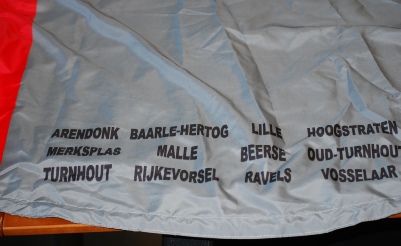 ARENDONK BAARLE-HERTOG LILLE HOOGSTRATEN
MERKSPLAS MALLE BEERSE OUD-TURNHOUT
TURNHOUT RIJKEVORSEL RAVELS VOSSELAAR